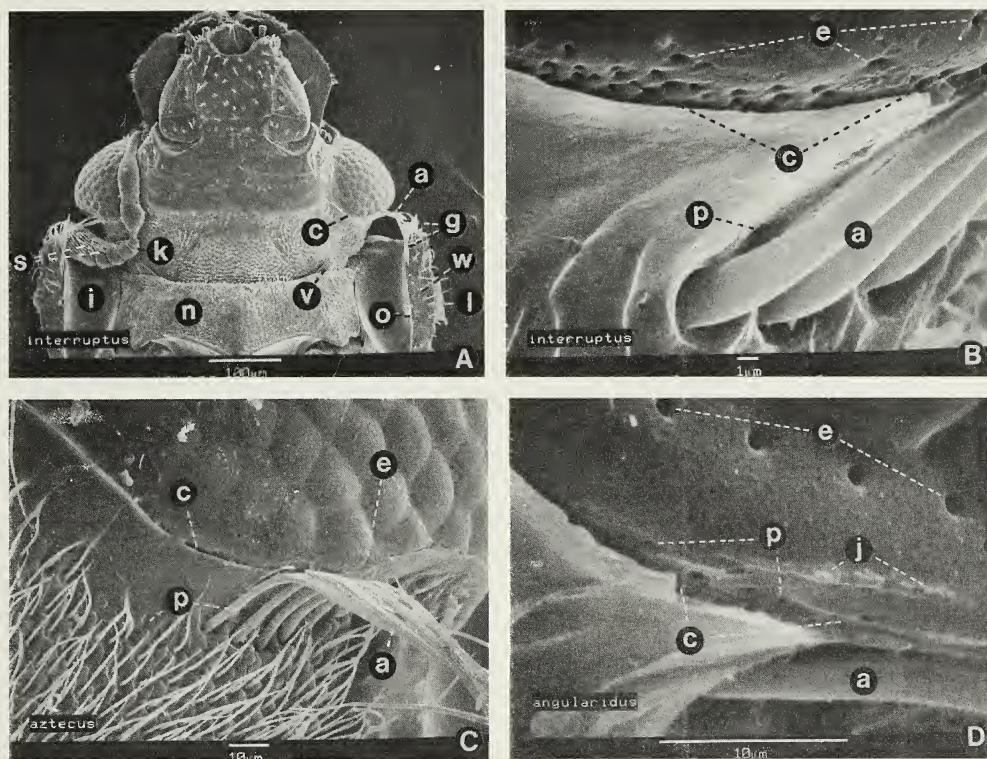 a
c
g
s
k
w
i
v
l
n
o
interruptus
100µm
A
e
c
p
a
interruptus
1µm
B
c
e
p
a
aztecus
10µm
C
e
p
j
c
a
angularidus
10µm
D